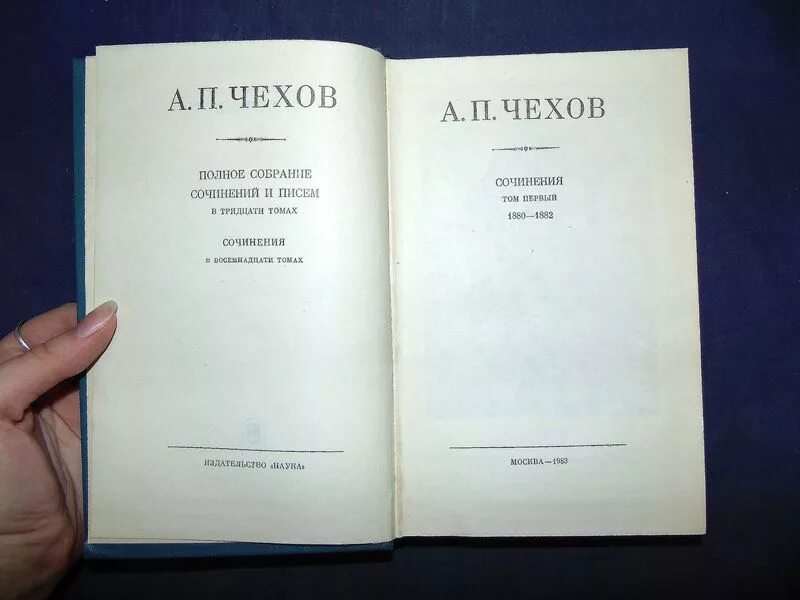 А. П. ЧЕХОВ
ПОЛНОЕ СОБРАНИЕ
СОЧИНЕНИЙ И ПИСЕМ
В ТРИДЦАТИ ТОМАХ
СОЧИНЕНИЯ
В ВОСЕМНАДЦАТИ ТОМАХ
ИЗДАТЕЛЬСТВО «НАУКА»
А. П. ЧЕХОВ
СОЧИНЕНИЯ
ТОМ ПЕРВЫЙ
1880—1882
МОСКВА—1983